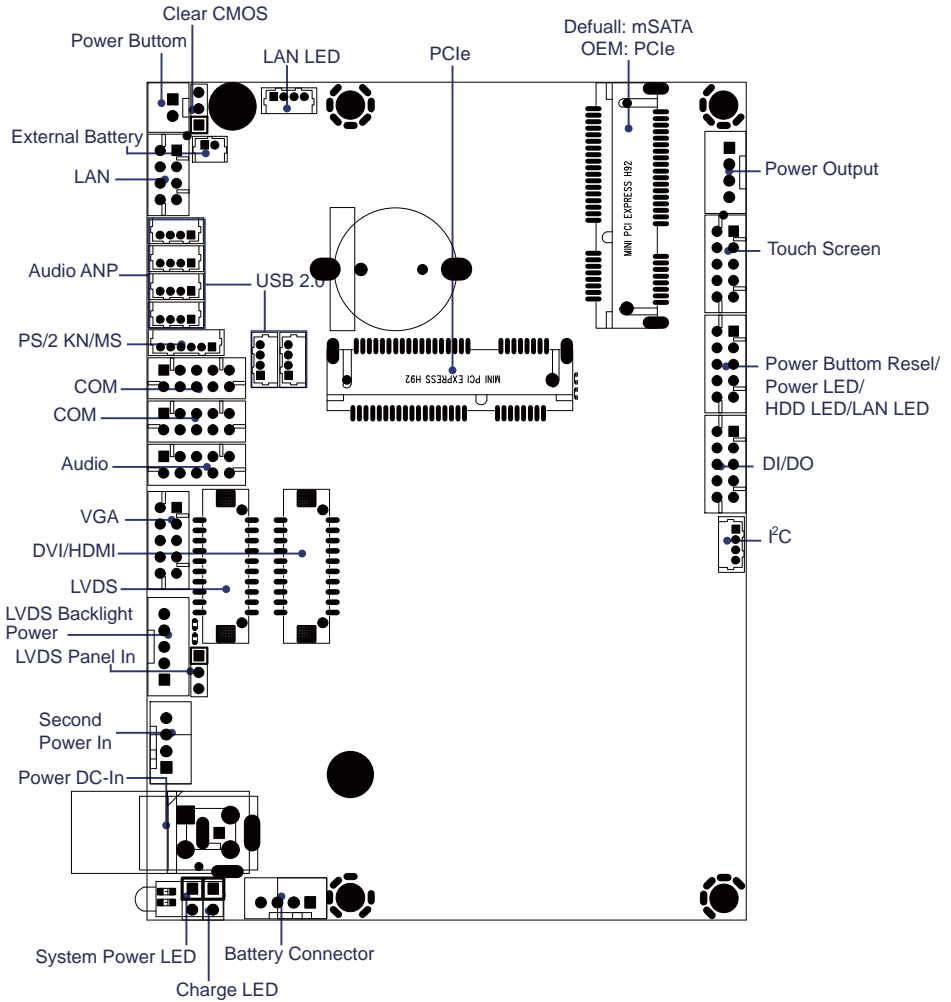 Clear CMOS
Power Buttom
LAN LED
PCIe
Defuall: mSATA
OEM: PCIe
External Battery
LAN
Power Output
MINI PCI EXPRESS H92
Audio ANP
USB 2.0
Touch Screen
PS/2 KN/MS
COM
MINI PCI EXPRESS H92
Power Buttom Resel/
Power LED/
HDD LED/LAN LED
COM
Audio
DI/DO
VGA
DVI/HDMI
I²C
LVDS
LVDS Backlight
Power
LVDS Panel In
Second
Power In
Power DC-In
System Power LED
Battery Connector
Charge LED